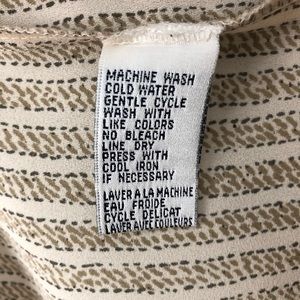 MACHINE WASH
COLD WATER
GENTLE CYCLE
WASH WITH
LIKE COLORS
NO BLEACH
LINE DRY
PRESS WITH
COOL IRON
IF NECESSARY
LAVER A LA MACHINE
EAU FROIDE
CYCLE DELICAT
LAVER AVEC COULEURS